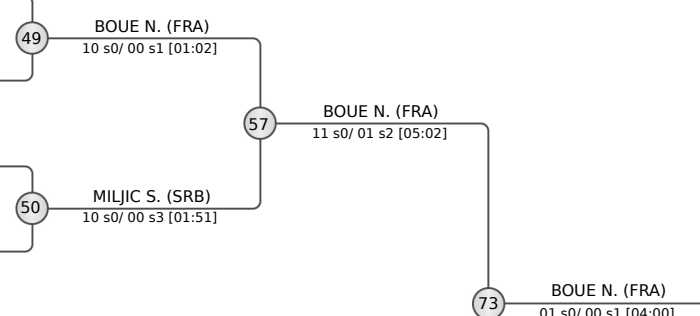 49
BOUE N. (FRA)
10 s0/ 00 s1 [01:02]
57
BOUE N. (FRA)
11 s0/ 01 s2 [05:02]
50
MILJIC S. (SRB)
10 s0/ 00 s3 [01:51]
73
BOUE N. (FRA)
01 s0/ 00 s1 [04:00]